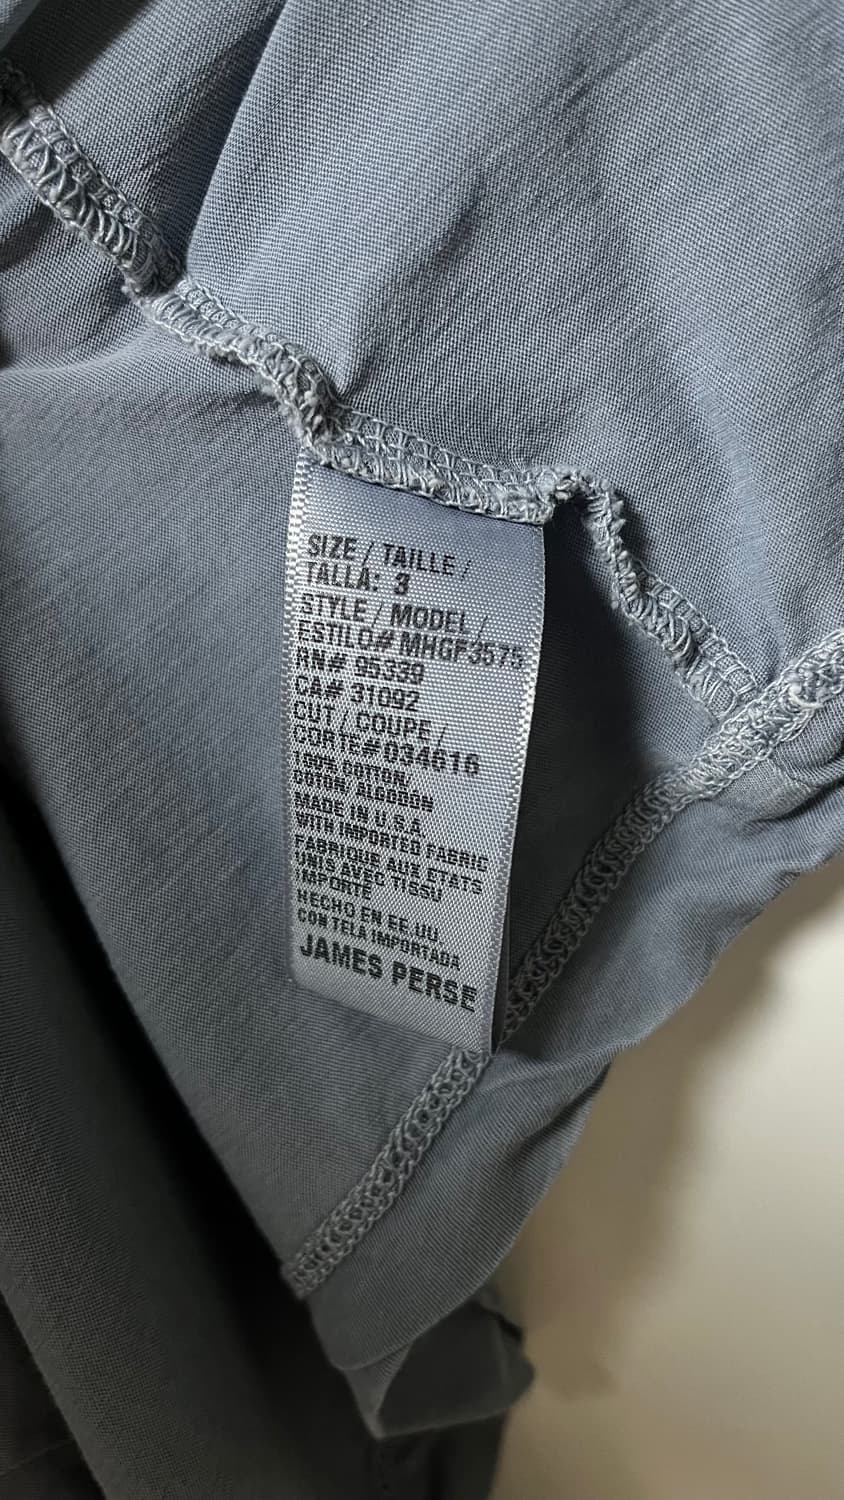 SIZE / TAILLE /
TALLA: 3
STYLE / MODEL /
ESTILO# MHGF3575
RN# 95339
CA# 31092
CUT / COUPE /
CORTE# 034616
100% COTTON,
COTON/ ALGODON
MADE IN U.S.A.
WITH IMPORTED FABRIC
FABRIQUE AUX ETATS
UNIS AVEC TISSU
IMPORTE
HECHO EN EE.UU.
CON TELA IMPORTADA
JAMES PERSE